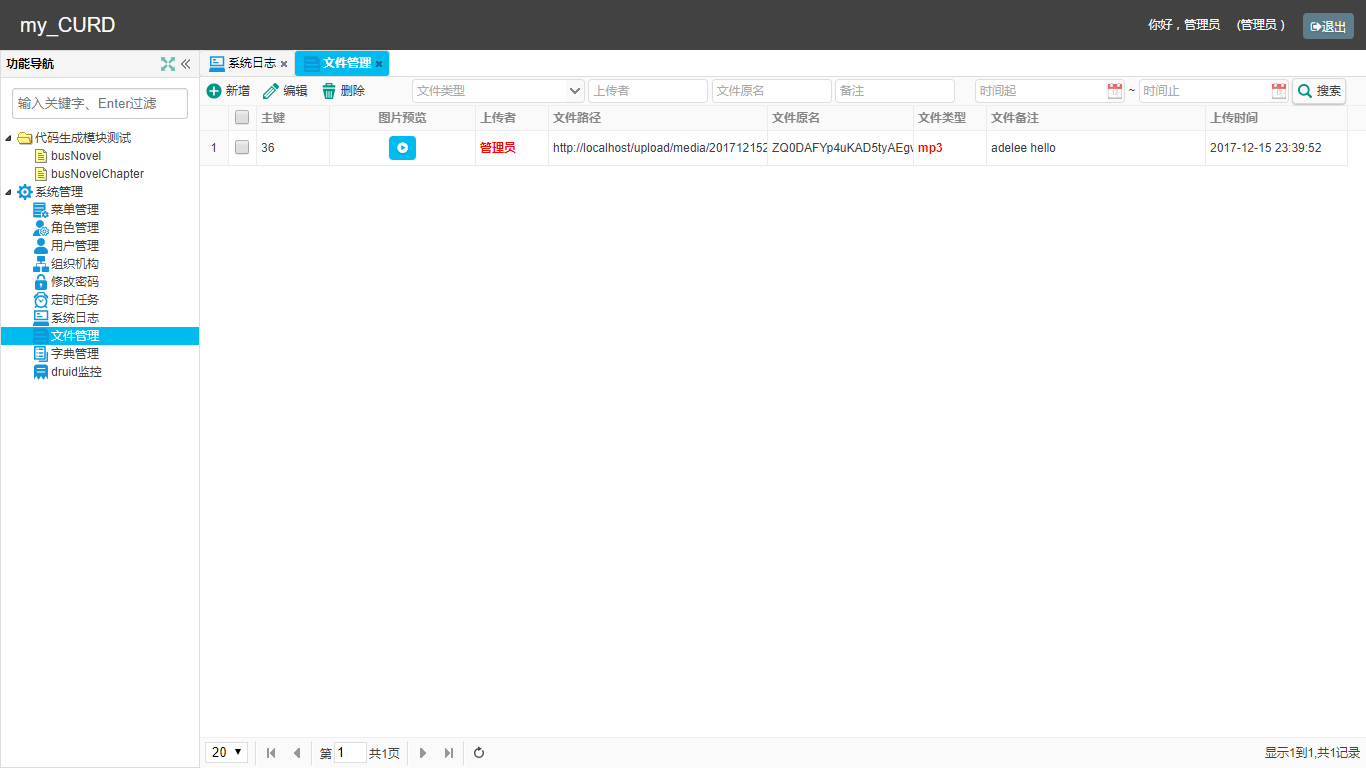 my_CURD
你好，管理员 (管理员 )
退出
功能导航
系统日志
文件管理
新增 编辑 删除 文件类型 上传者 文件原名 备注 时间起 ~ 时间止 搜索
输入关键字、Enter过滤
主键 图片预览 上传者 文件路径 文件原名 文件类型 文件备注 上传时间
1 36 管理员 http://localhost/upload/media/201712152 ZQ0DAFYp4uKAD5tyAEgv mp3 adelee hello 2017-12-15 23:39:52
代码生成模块测试
busNovel
busNovelChapter
系统管理
菜单管理
角色管理
用户管理
组织机构
修改密码
定时任务
系统日志
文件管理
字典管理
druid监控
20 第 1 共1页
显示1到1,共1记录